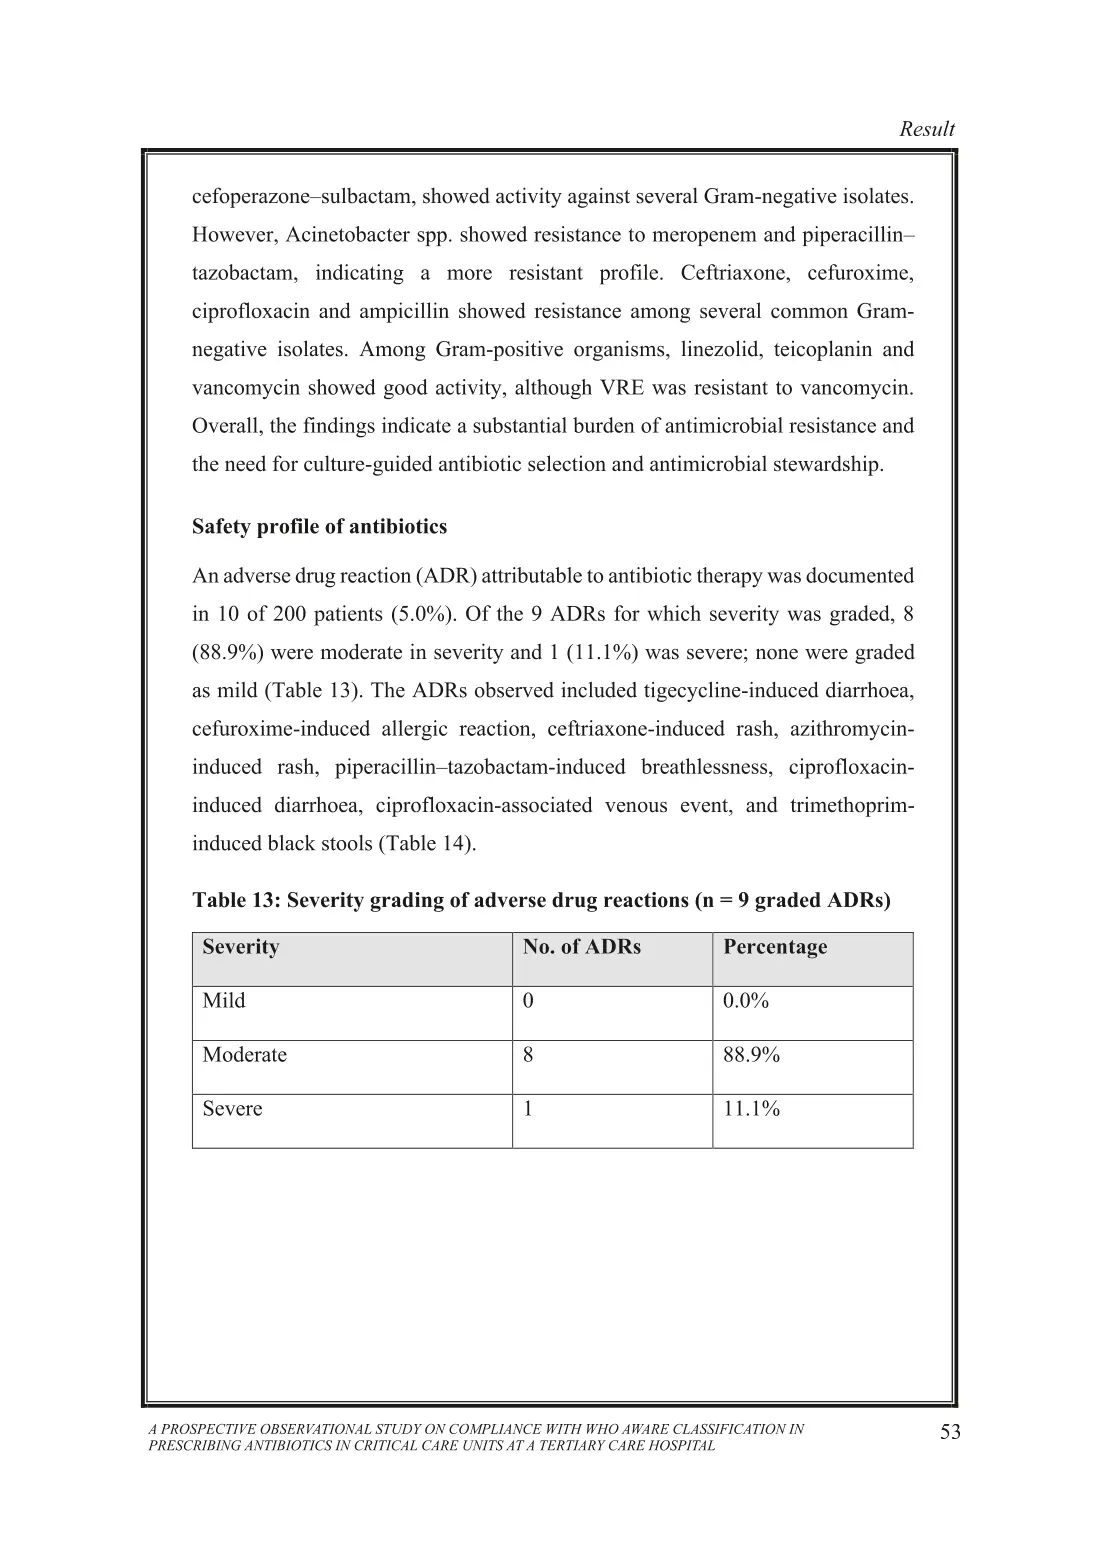 Result
cefoperazone–sulbactam, showed activity against several Gram-negative isolates.
However, Acinetobacter spp. showed resistance to meropenem and piperacillin–
tazobactam, indicating a more resistant profile. Ceftriaxone, cefuroxime,
ciprofloxacin and ampicillin showed resistance among several common Gram-
negative isolates. Among Gram-positive organisms, linezolid, teicoplanin and
vancomycin showed good activity, although VRE was resistant to vancomycin.
Overall, the findings indicate a substantial burden of antimicrobial resistance and
the need for culture-guided antibiotic selection and antimicrobial stewardship.
Safety profile of antibiotics
An adverse drug reaction (ADR) attributable to antibiotic therapy was documented
in 10 of 200 patients (5.0%). Of the 9 ADRs for which severity was graded, 8
(88.9%) were moderate in severity and 1 (11.1%) was severe; none were graded
as mild (Table 13). The ADRs observed included tigecycline-induced diarrhoea,
cefuroxime-induced allergic reaction, ceftriaxone-induced rash, azithromycin-
induced rash, piperacillin–tazobactam-induced breathlessness, ciprofloxacin-
induced diarrhoea, ciprofloxacin-associated venous event, and trimethoprim-
induced black stools (Table 14).
Table 13: Severity grading of adverse drug reactions (n = 9 graded ADRs)
Severity No. of ADRs Percentage
Mild 0 0.0%
Moderate 8 88.9%
Severe 1 11.1%
A PROSPECTIVE OBSERVATIONAL STUDY ON COMPLIANCE WITH WHO AWARE CLASSIFICATION IN
PRESCRIBING ANTIBIOTICS IN CRITICAL CARE UNITS AT A TERTIARY CARE HOSPITAL
53